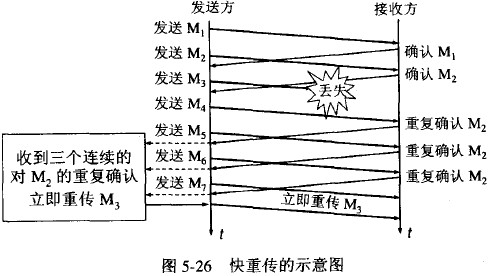 发送方
接收方
发送 M1
确认 M1
发送 M2
确认 M2
发送 M3
丢失
发送 M4
重复确认 M2
发送 M5
重复确认 M2
发送 M6
重复确认 M2
发送 M7
收到三个连续的
对 M2 的重复确认
立即重传 M3
立即重传 M3
t
t
图 5-26 快重传的示意图